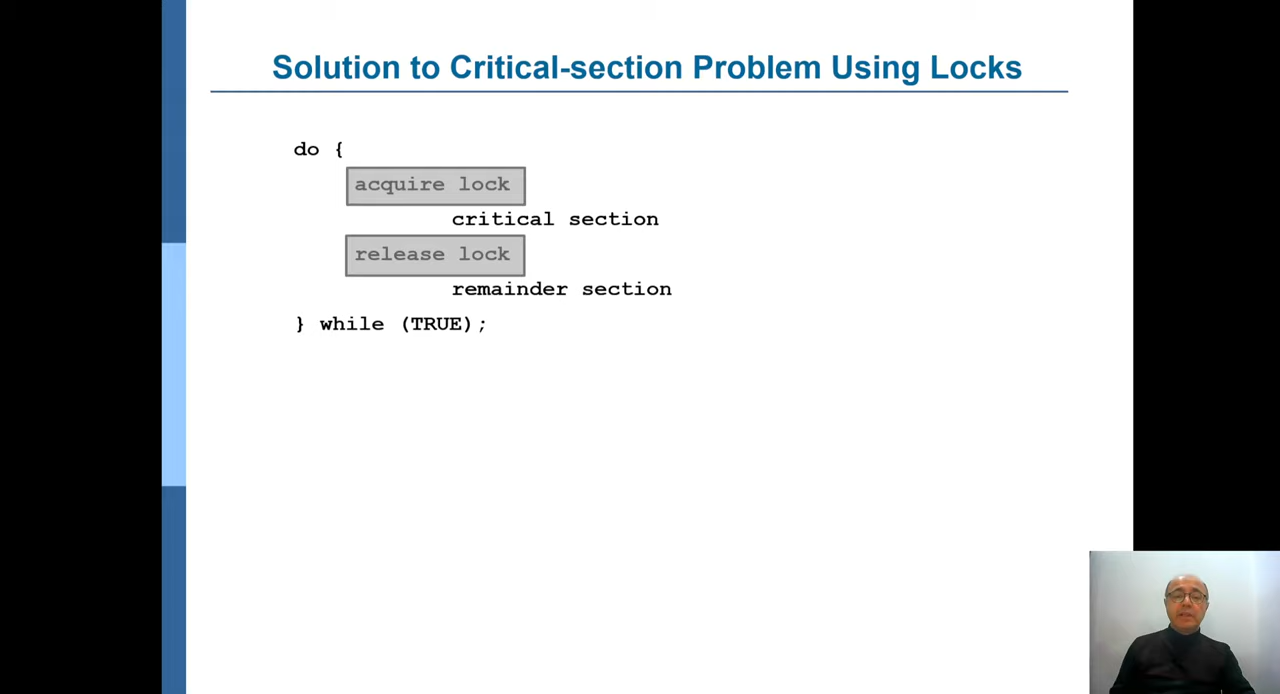 Solution to Critical-section Problem Using Locks
do {
acquire lock
critical section
release lock
remainder section
} while (TRUE);